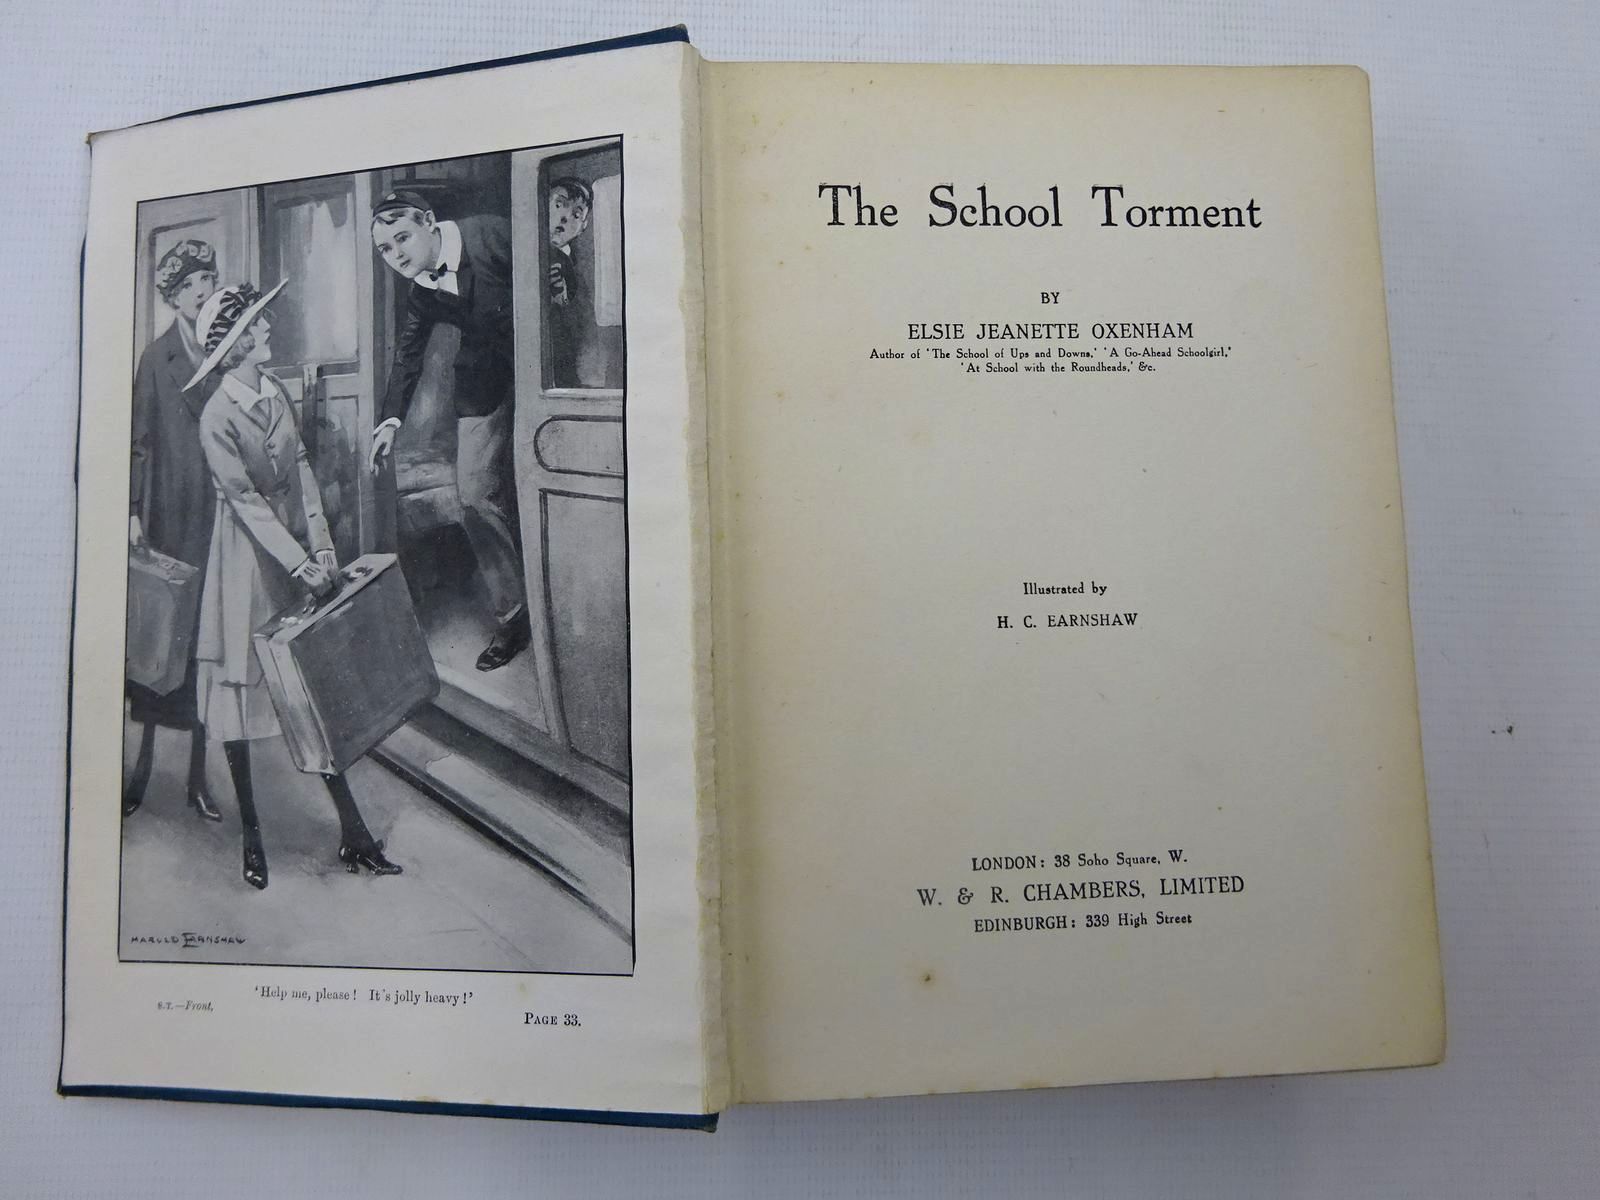 HAROLD EARNSHAW
'Help me, please! It's jolly heavy!'
S.T.—Front.
PAGE 33.
The School Torment
BY
ELSIE JEANETTE OXENHAM
Author of 'The School of Ups and Downs,' 'A Go-Ahead Schoolgirl,'
'At School with the Roundheads,' &c.
Illustrated by
H. C. EARNSHAW
LONDON: 38 Soho Square, W.
W. & R. CHAMBERS, LIMITED
EDINBURGH: 339 High Street